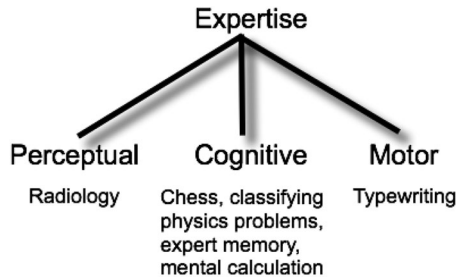 Expertise
Perceptual Cognitive Motor
Radiology
Chess, classifying
physics problems,
expert memory,
mental calculation
Typewriting